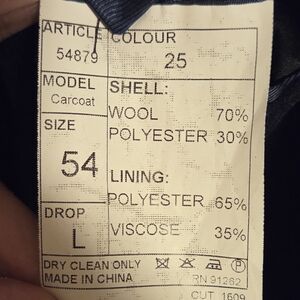 ARTICLE COLOUR
54879 25
MODEL SHELL:
Carcoat
WOOL 70%
SIZE POLYESTER 30%
54
LINING:
POLYESTER 65%
DROP
L VISCOSE 35%
DRY CLEAN ONLY P
MADE IN CHINA RN 91262
CUT 1609